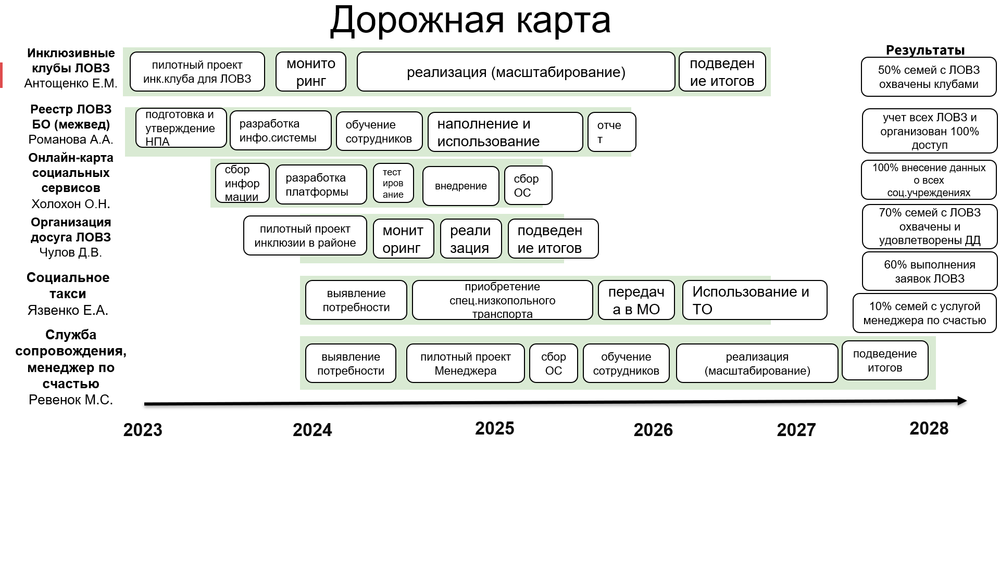 Дорожная карта
Инклюзивные
клубы ЛОВЗ
Антощенко Е.М.
пилотный проект
инк.клуба для ЛОВЗ
монито
ринг
реализация (масштабирование)
подведен
ие итогов
Результаты
50% семей с ЛОВЗ
охвачены клубами
Реестр ЛОВЗ
БО (межвед)
Романова А.А.
подготовка и
утверждение
НПА
разработка
инфо.системы
обучение
сотрудников
наполнение и
использование
отче
т
учет всех ЛОВЗ и
организован 100%
доступ
Онлайн-карта
социальных
сервисов
Холохон О.Н.
сбор
инфор
мации
разработка
платформы
тест
иров
ание
внедрение
сбор
ОС
100% внесение данных
о всех
соц.учреждениях
Организация
досуга ЛОВЗ
Чулов Д.В.
пилотный проект
инклюзии в районе
монит
оринг
реали
зация
подведен
ие итогов
70% семей с ЛОВЗ
охвачены и
удовлетворены ДД
Социальное
такси
Язвенко Е.А.
выявление
потребности
приобретение
спец.низкопольного
транспорта
передач
а в МО
Использование и
ТО
60% выполнения
заявок ЛОВЗ
Служба
сопровождения,
менеджер по
счастью
Ревенок М.С.
выявление
потребности
пилотный проект
Менеджера
сбор
ОС
обучение
сотрудников
реализация
(масштабирование)
подведение
итогов
10% семей с услугой
менеджера по счастью
2023
2024
2025
2026
2027
2028